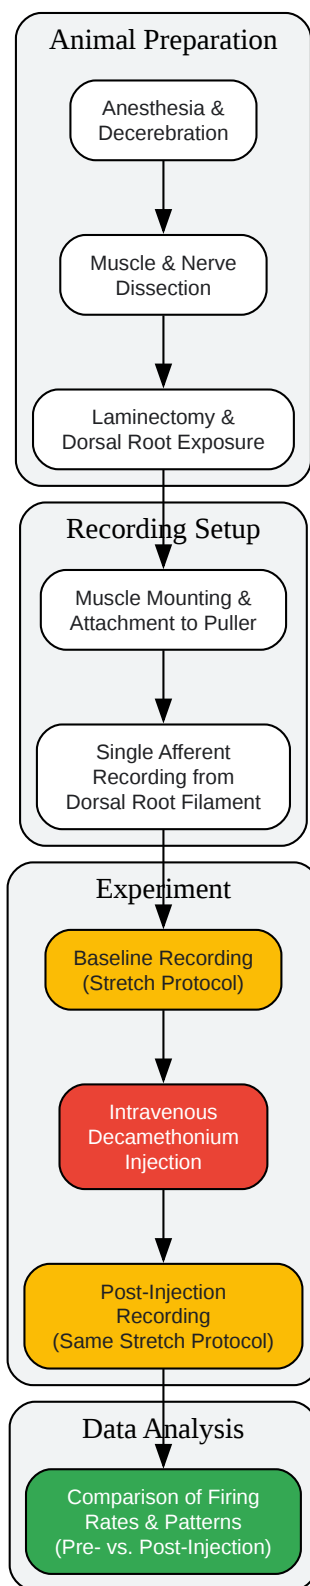 Animal Preparation
Anesthesia &
Decerebration
Muscle & Nerve
Dissection
Laminectomy &
Dorsal Root Exposure
Recording Setup
Muscle Mounting &
Attachment to Puller
Single Afferent
Recording from
Dorsal Root Filament
Experiment
Baseline Recording
(Stretch Protocol)
Intravenous
Decamethonium
Injection
Post-Injection
Recording
(Same Stretch Protocol)
Data Analysis
Comparison of Firing
Rates & Patterns
(Pre- vs. Post-Injection)